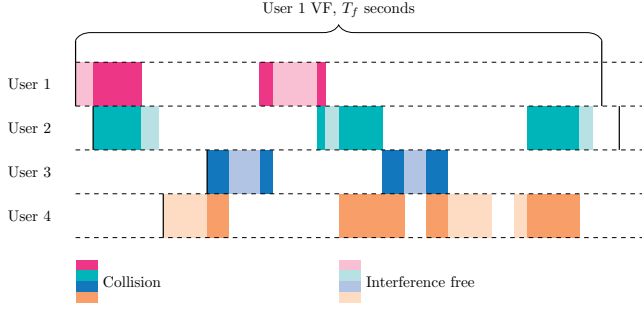 User 1 VF, T_f seconds
User 1
User 2
User 3
User 4
Collision
Interference free